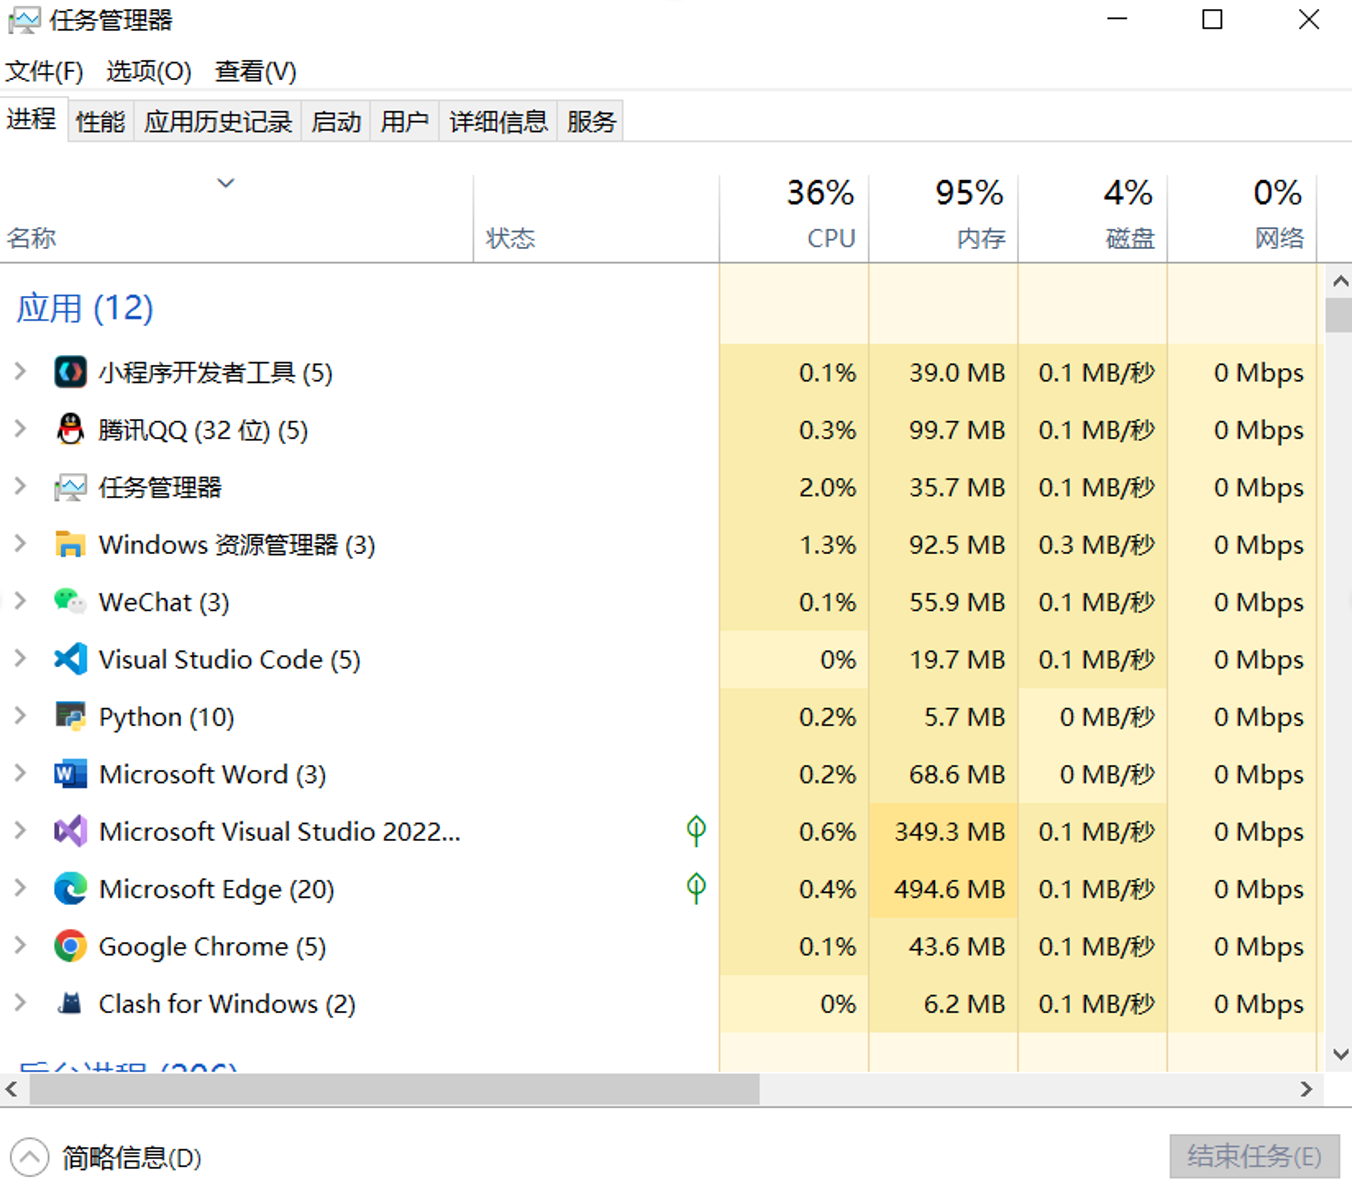 任务管理器
文件(F) 选项(O) 查看(V)
进程 性能 应用历史记录 启动 用户 详细信息 服务
36% 95% 4% 0%
名称 状态 CPU 内存 磁盘 网络
应用 (12)
小程序开发者工具 (5) 0.1% 39.0 MB 0.1 MB/秒 0 Mbps
腾讯QQ (32 位) (5) 0.3% 99.7 MB 0.1 MB/秒 0 Mbps
任务管理器 2.0% 35.7 MB 0.1 MB/秒 0 Mbps
Windows 资源管理器 (3) 1.3% 92.5 MB 0.3 MB/秒 0 Mbps
WeChat (3) 0.1% 55.9 MB 0.1 MB/秒 0 Mbps
Visual Studio Code (5) 0% 19.7 MB 0.1 MB/秒 0 Mbps
Python (10) 0.2% 5.7 MB 0 MB/秒 0 Mbps
Microsoft Word (3) 0.2% 68.6 MB 0 MB/秒 0 Mbps
Microsoft Visual Studio 2022... 0.6% 349.3 MB 0.1 MB/秒 0 Mbps
Microsoft Edge (20) 0.4% 494.6 MB 0.1 MB/秒 0 Mbps
Google Chrome (5) 0.1% 43.6 MB 0.1 MB/秒 0 Mbps
Clash for Windows (2) 0% 6.2 MB 0.1 MB/秒 0 Mbps
后台进程
简略信息(D) 结束任务(E)